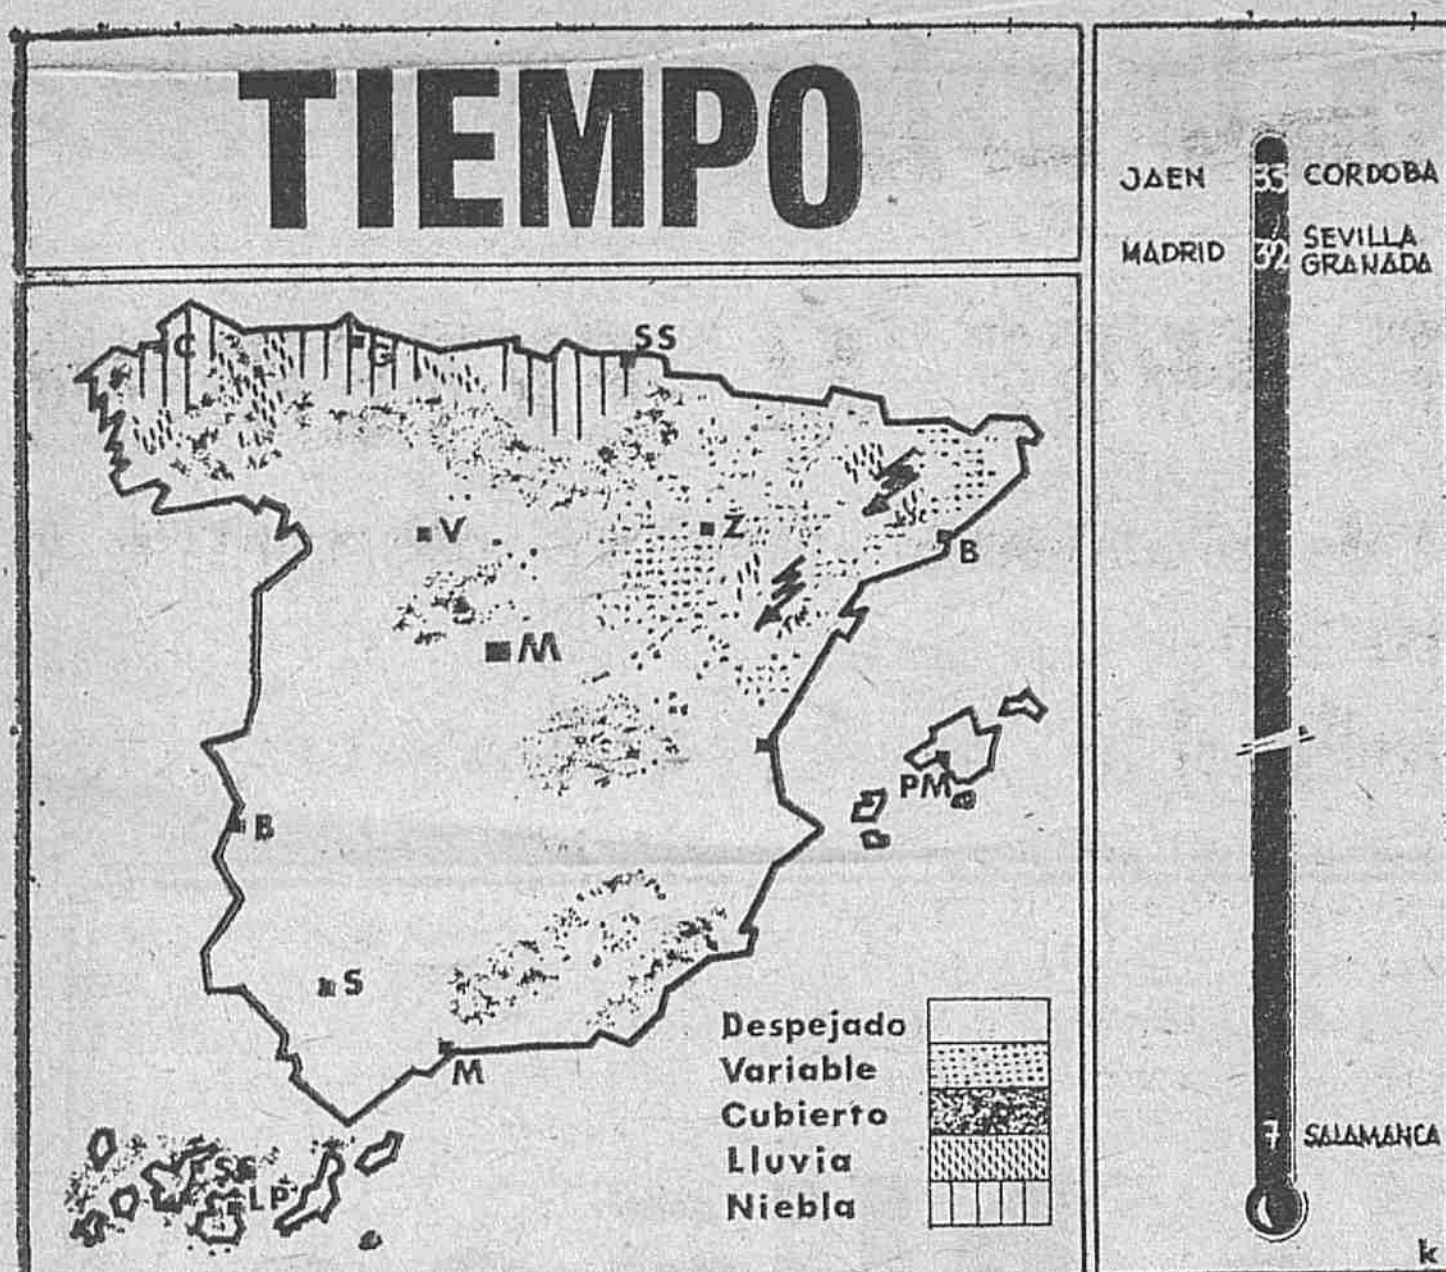 TIEMPO
C
G
SS
V
Z
B
M
PM
B
S
M
SC
LP
Despejado
Variable
Cubierto
Lluvia
Niebla
JAEN 35 CORDOBA
MADRID 32 SEVILLA
GRANADA
7 SALAMANCA
k